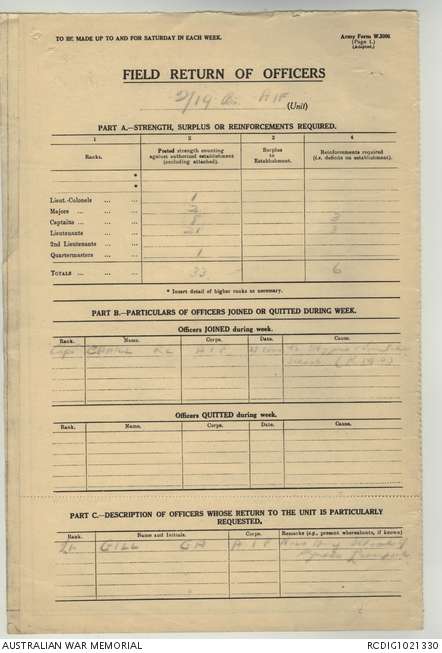 TO BE MADE UP TO AND FOR SATURDAY IN EACH WEEK.
Army Form W.3008
(Page 1.)
(Adapted.)
FIELD RETURN OF OFFICERS
2/19 Bn. AIF
(Unit)
PART A.—STRENGTH, SURPLUS OR REINFORCEMENTS REQUIRED.
1 2 3 4
Ranks. Posted strength counting against authorized establishment (excluding attached). Surplus to Establishment. Reinforcements required (i.e. deficits on establishment).
*
*
Lieut.-Colonels ... ... 1
Majors ... ... ... 2
Captains ... ... ... 8 3
Lieutenants ... ... 21 3
2nd Lieutenants ... ...
Quartermasters ... ... 1
TOTALS ... ... ... 33 6
* Insert detail of higher ranks as necessary.
PART B.—PARTICULARS OF OFFICERS JOINED OR QUITTED DURING WEEK.
Officers JOINED during week.
Rank. Name. Corps. Date. Cause.
Capt AIF
Officers QUITTED during week.
Rank. Name. Corps. Date. Cause.
PART C.—DESCRIPTION OF OFFICERS WHOSE RETURN TO THE UNIT IS PARTICULARLY REQUESTED.
Rank. Name and Initials. Corps. Remarks (i.e., present whereabouts, if known)
Lt. GILL GH AIF
AUSTRALIAN WAR MEMORIAL
RCDIG1021330